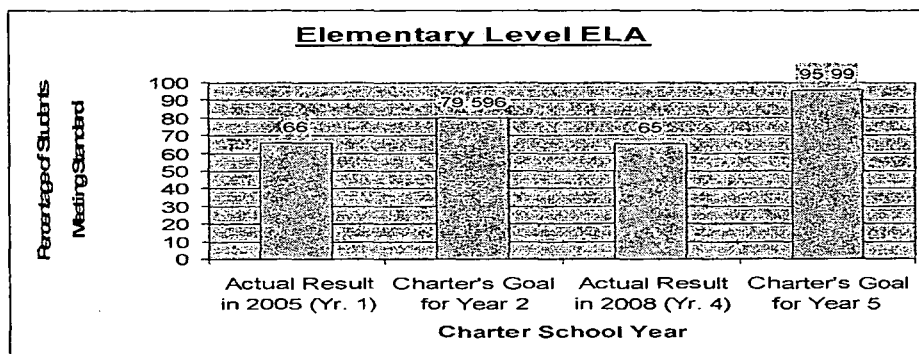 Elementary Level ELA
Percentage of Students
Meeting Standard
100
90
80
70
60
50
40
30
20
10
0
66
79.596
65
95.99
Actual Result
in 2005 (Yr. 1)
Charter's Goal
for Year 2
Actual Result
in 2008 (Yr. 4)
Charter's Goal
for Year 5
Charter School Year